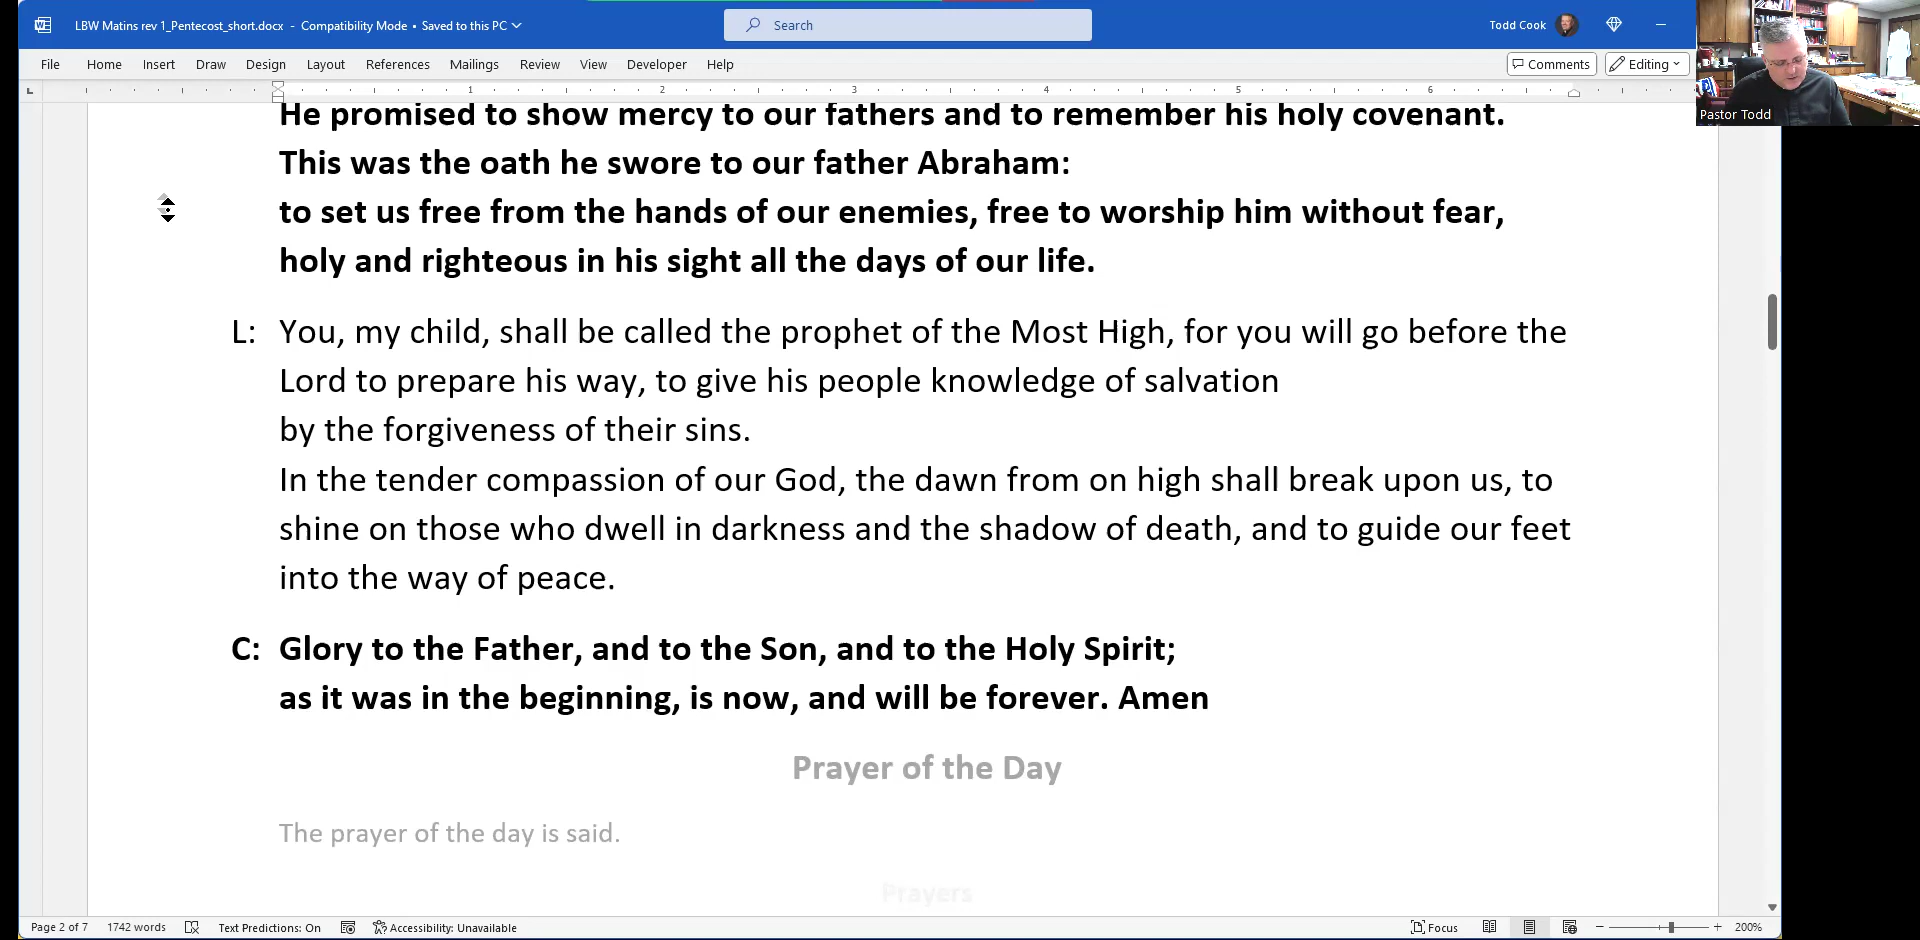 LBW Matins rev 1_Pentecost_short.docx - Compatibility Mode • Saved to this PC
Search
Todd Cook
File Home Insert Draw Design Layout References Mailings Review View Developer Help
Comments Editing
1 2 3 4 5 6
Pastor Todd
He promised to show mercy to our fathers and to remember his holy covenant.
This was the oath he swore to our father Abraham:
to set us free from the hands of our enemies, free to worship him without fear,
holy and righteous in his sight all the days of our life.
L: You, my child, shall be called the prophet of the Most High, for you will go before the
Lord to prepare his way, to give his people knowledge of salvation
by the forgiveness of their sins.
In the tender compassion of our God, the dawn from on high shall break upon us, to
shine on those who dwell in darkness and the shadow of death, and to guide our feet
into the way of peace.
C: Glory to the Father, and to the Son, and to the Holy Spirit;
as it was in the beginning, is now, and will be forever. Amen
Prayer of the Day
The prayer of the day is said.
Prayers
Page 2 of 7 1742 words Text Predictions: On Accessibility: Unavailable Focus 200%